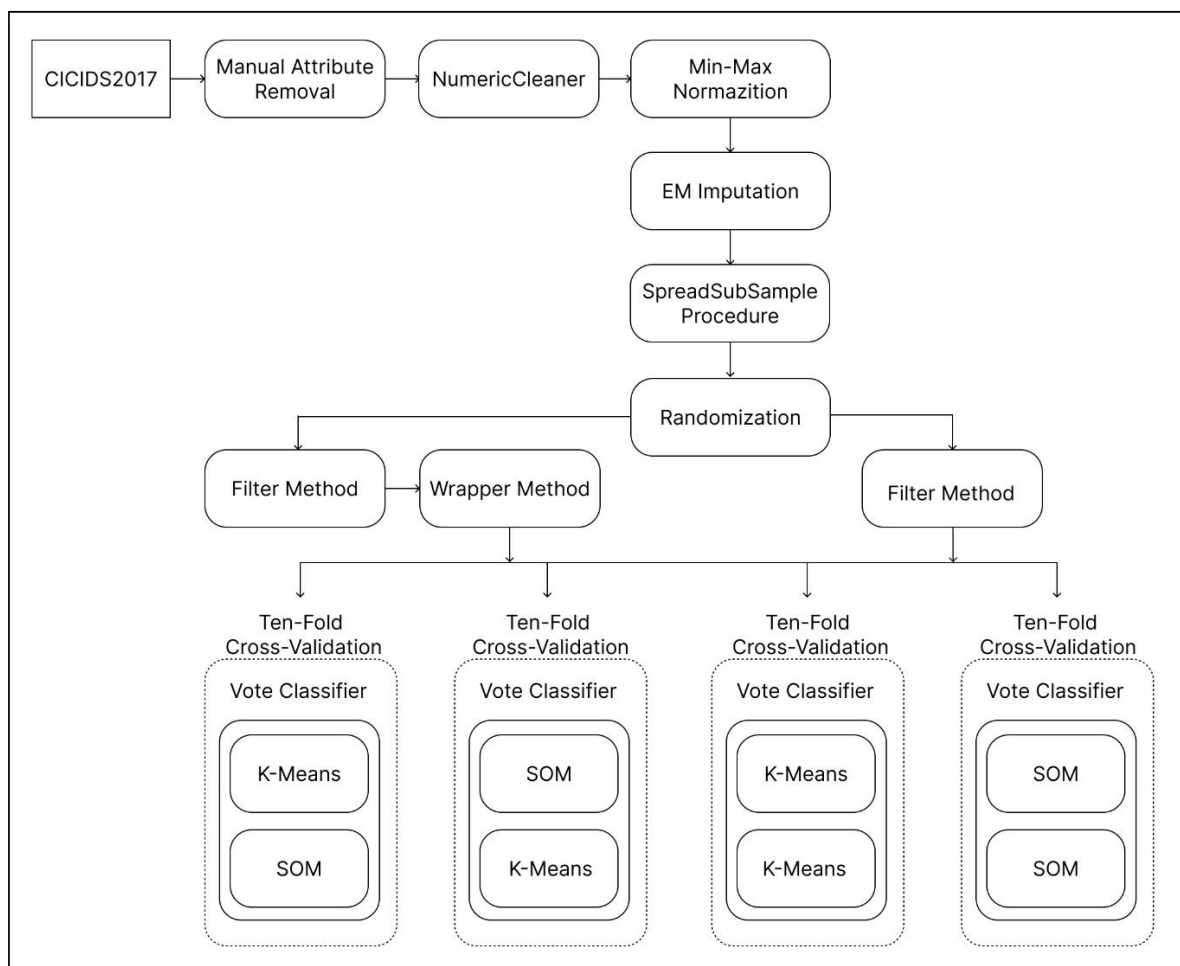 CICIDS2017
Manual Attribute
Removal
NumericCleaner
Min-Max
Normazition
EM Imputation
SpreadSubSample
Procedure
Randomization
Filter Method
Wrapper Method
Filter Method
Ten-Fold
Cross-Validation
Vote Classifier
K-Means
SOM
Ten-Fold
Cross-Validation
Vote Classifier
SOM
K-Means
Ten-Fold
Cross-Validation
Vote Classifier
K-Means
K-Means
Ten-Fold
Cross-Validation
Vote Classifier
SOM
SOM